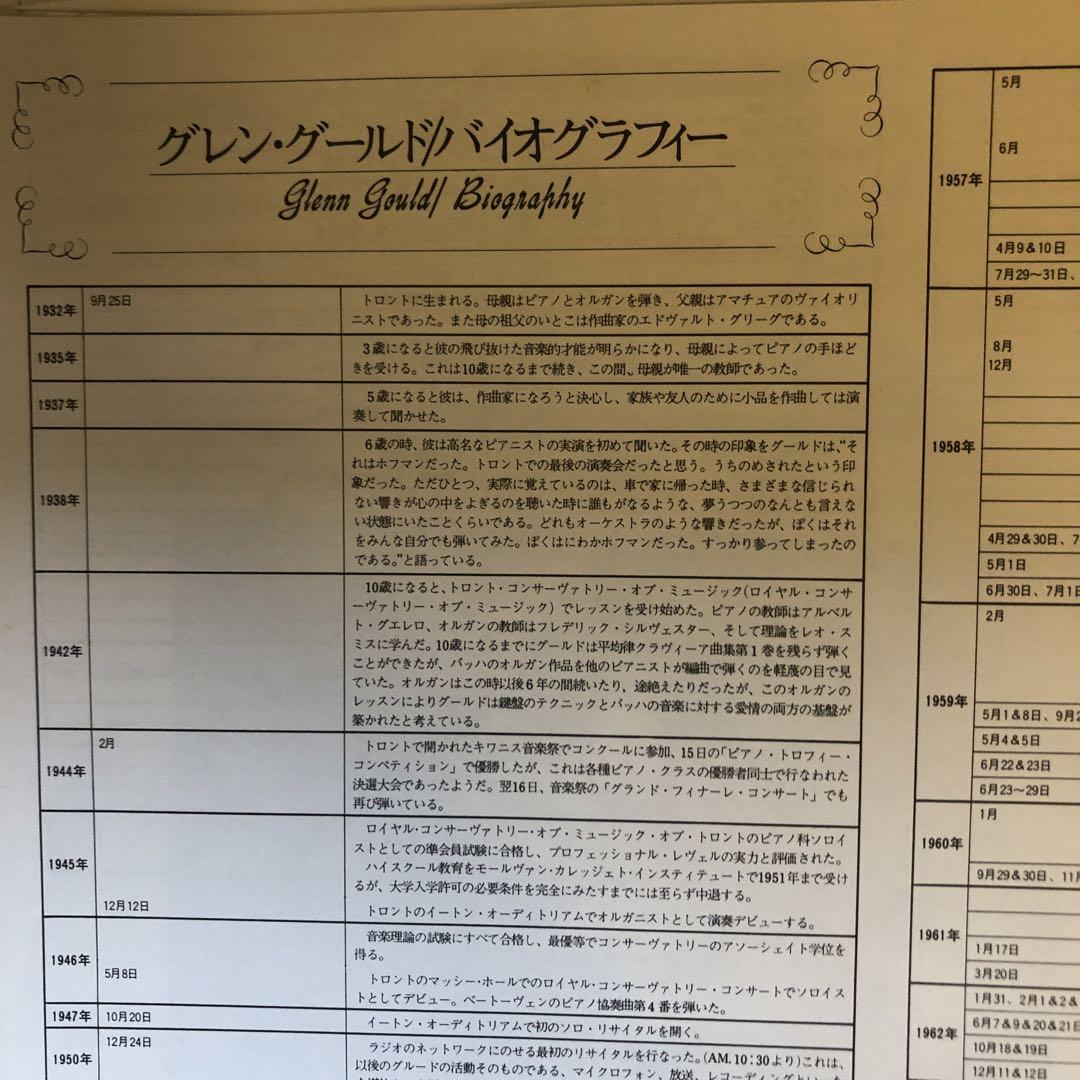 グレン・グールド/バイオグラフィー
Glenn Gould/ Biography
1932年
9月25日
トロントに生まれる。母親はピアノとオルガンを弾き、父親はアマチュアのヴァイオリ
ニストであった。また母の祖父のいとこは作曲家のエドヴァルト・グリーグである。
1935年
3歳になると彼の飛び抜けた音楽的才能が明らかになり、母親によってピアノの手ほど
きを受ける。これは10歳になるまで続き、この間、母親が唯一の教師であった。
1937年
5歳になると彼は、作曲家になろうと決心し、家族や友人のために小品を作曲しては演
奏して聞かせた。
1938年
6歳の時、彼は高名なピアニストの実演を初めて聞いた。その時の印象をグールドは、“そ
れはホフマンだった。トロントでの最後の演奏会だったと思う。うちのめされたという印
象だった。ただひとつ、実際に覚えているのは、車で家に帰った時、さまざまな信じられ
ない響きが心の中をよぎるのを聴いた時に誰もがなるような、夢うつつのなんとも言えな
い状態にいたことくらいである。どれもオーケストラのような響きだったが、ぼくはそれ
をみんな自分でも弾いてみた。ぼくはにわかホフマンだった。すっかり参ってしまったの
である。”と語っている。
1942年
10歳になると、トロント・コンサーヴァトリー・オブ・ミュージック(ロイヤル・コンサ
ーヴァトリー・オブ・ミュージック）でレッスンを受け始めた。ピアノの教師はアルベル
ト・グエレロ、オルガンの教師はフレデリック・シルヴェスター、そして理論をレオ・ス
ミスに学んだ。10歳になるまでにグールドは平均律クラヴィーア曲集第1巻を残らず弾く
ことができたが、バッハのオルガン作品を他のピアニストが編曲で弾くのを軽蔑の目で見
ていた。オルガンはこの時以後6年の間続いたり，途絶えたりだったが、このオルガンの
レッスンによりグールドは鍵盤のテクニックとバッハの音楽に対する愛情の両方の基盤が
築かれたと考えている。
1944年
2月
トロントで開かれたキワニス音楽祭でコンクールに参加、15日の「ピアノ・トロフィー・
コンペティション」で優勝したが、これは各種ピアノ・クラスの優勝者同士で行なわれた
決選大会であったようだ。翌16日、音楽祭の「グランド・フィナーレ・コンサート」でも
再び弾いている。
1945年
ロイヤル・コンサーヴァトリー・オブ・ミュージック・オブ・トロントのピアノ科ソロイ
ストとしての準会員試験に合格し、プロフェッショナル・レヴェルの実力と評価された。
ハイスクール教育をモールヴァン・カレッジェト・インスティテュートで1951年まで受け
るが、大学入学許可の必要条件を完全にみたすまでには至らず中退する。
12月12日
トロントのイートン・オーディトリアムでオルガニストとして演奏デビューする。
1946年
音楽理論の試験にすべて合格し、最優等でコンサーヴァトリーのアソーシェイト学位を
得る。
5月8日
トロントのマッシー・ホールでのロイヤル・コンサーヴァトリー・コンサートでソロイス
トとしてデビュー。ベートーヴェンのピアノ協奏曲第4番を弾いた。
1947年
10月20日
イートン・オーディトリアムで初のソロ・リサイタルを開く。
1950年
12月24日
ラジオのネットワークにのせる最初のリサイタルを行なった。(AM.10:30より)これは、
以後のグルードの活動そのものである、マイクロフォン、放送、レコーディングといった
1957年
5月
6月
4月9&10日
7月29〜31日、
1958年
5月
8月
12月
4月29&30日、7
5月1日
6月30日、7月1日
1959年
2月
5月1&8日、9月2
5月4&5日
6月22&23日
6月23〜29日
1960年
1月
9月29&30日、11
1961年
1月17日
3月20日
1962年
1月31、2月1&2&
6月7&9&20&21
10月18&19日
12月11&12日